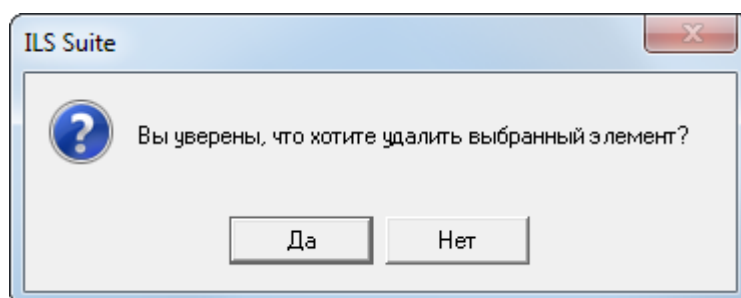 ILS Suite
Вы уверены, что хотите удалить выбранный элемент?
Да
Нет